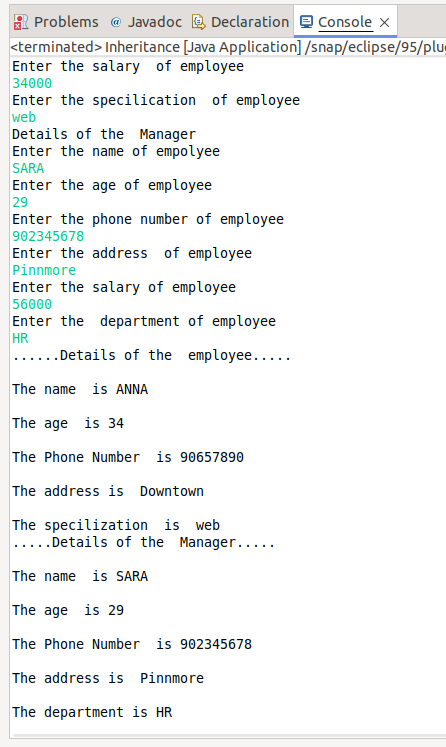 Problems @ Javadoc Declaration Console
<terminated> Inheritance [Java Application] /snap/eclipse/95/plu
Enter the salary  of employee
34000
Enter the specilication  of employee
web
Details of the  Manager
Enter the name of empolyee
SARA
Enter the age of employee
29
Enter the phone number of employee
902345678
Enter the address  of employee
Pinnmore
Enter the salary of employee
56000
Enter the  department of employee
HR
......Details of the  employee.....
The name  is ANNA
The age  is 34
The Phone Number  is 90657890
The address is  Downtown
The specilization  is  web
.....Details of the  Manager.....
The name  is SARA
The age  is 29
The Phone Number  is 902345678
The address is  Pinnmore
The department is HR